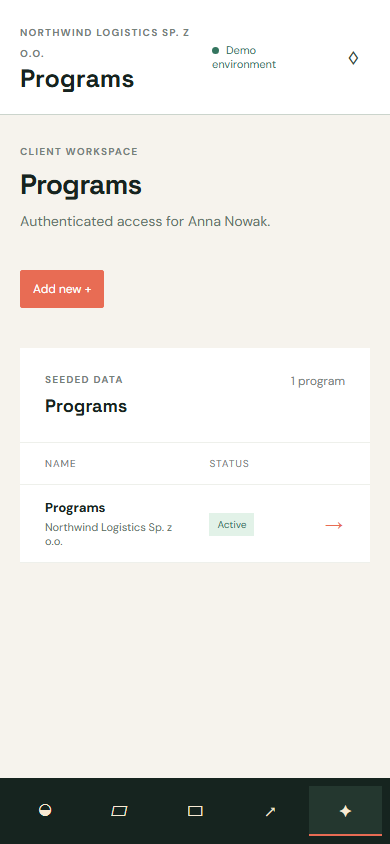 NORTHWIND LOGISTICS SP. Z
O.O.
Programs
Demo
environment
CLIENT WORKSPACE
Programs
Authenticated access for Anna Nowak.
Add new +
SEEDED DATA
1 program
Programs
NAME STATUS
Programs
Northwind Logistics Sp. z
o.o.
Active →